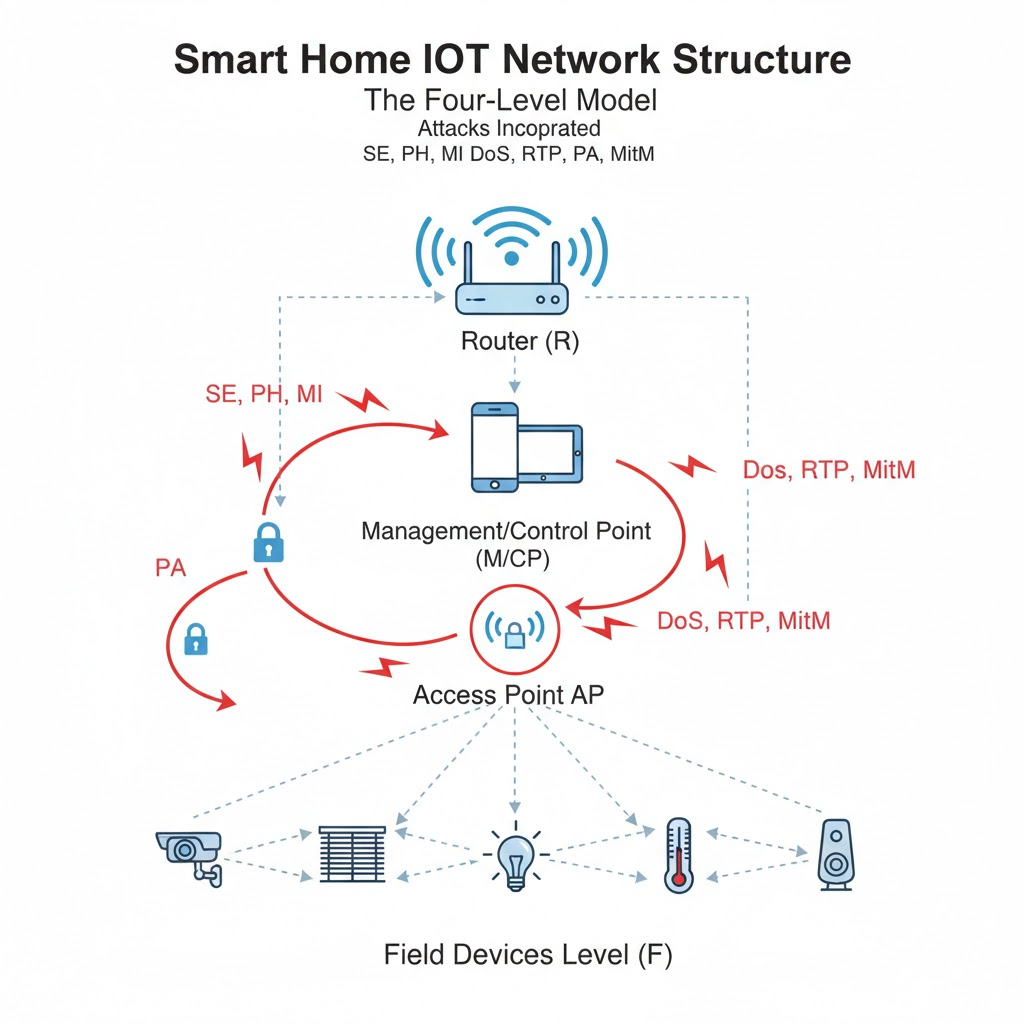 Smart Home IOT Network Structure
The Four-Level Model
Attacks Incoprated
SE, PH, MI DoS, RTP, PA, MitM
Router (R)
SE, PH, MI
Dos, RTP, MitM
Management/Control Point
(M/CP)
PA
DoS, RTP, MitM
Access Point AP
Field Devices Level (F)